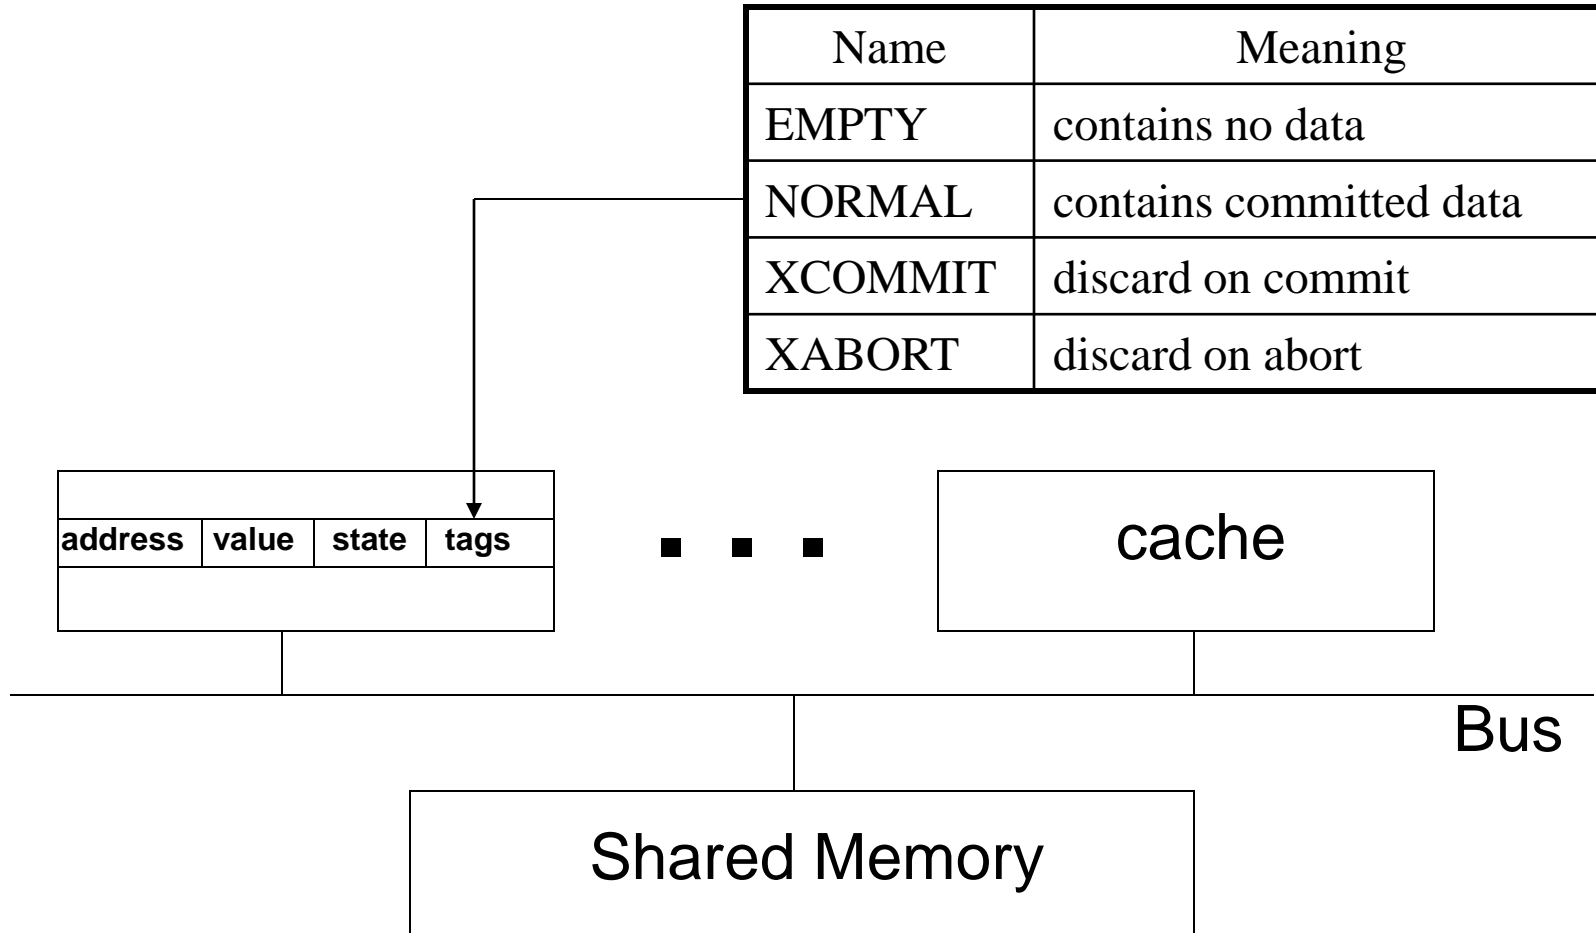 Name Meaning
EMPTY contains no data
NORMAL contains committed data
XCOMMIT discard on commit
XABORT discard on abort
address value state tags
cache
Bus
Shared Memory